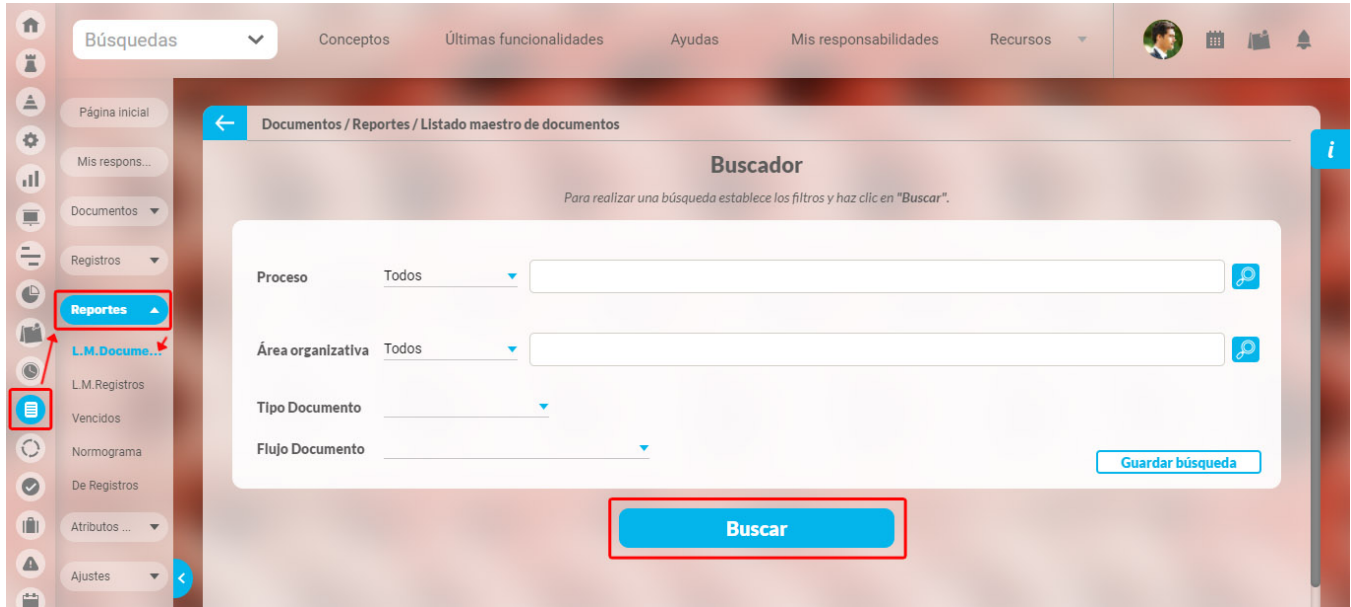 Búsquedas
Conceptos
Últimas funcionalidades
Ayudas
Mis responsabilidades
Recursos
Página inicial
Mis respons...
Documentos
Registros
Reportes
L.M.Docume...
L.M.Registros
Vencidos
Normograma
De Registros
Atributos ...
Ajustes
Documentos / Reportes / Listado maestro de documentos
i
Buscador
Para realizar una búsqueda establece los filtros y haz clic en "Buscar".
Proceso Todos
Área organizativa Todos
Tipo Documento
Flujo Documento
Guardar búsqueda
Buscar